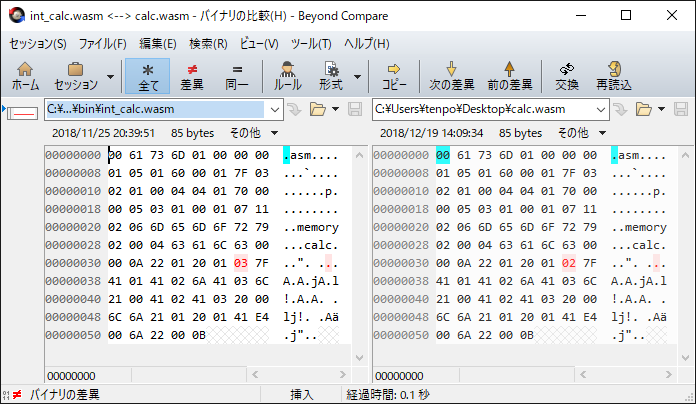 int_calc.wasm <--> calc.wasm - バイナリの比較(H) - Beyond Compare
セッション(S) ファイル(F) 編集(E) 検索(R) ビュー(V) ツール(T) ヘルプ(H)
ホーム セッション 全て 差異 同一 ルール 形式 コピー 次の差異 前の差異 交換 再読込
C:¥...¥bin¥int_calc.wasm C:¥Users¥tenpo¥Desktop¥calc.wasm
2018/11/25 20:39:51 85 bytes その他 2018/12/19 14:09:34 85 bytes その他
00000000 00 61 73 6D 01 00 00 00 .asm.... 00000000 00 61 73 6D 01 00 00 00 .asm....
00000008 01 05 01 60 00 01 7F 03 ...`.... 00000008 01 05 01 60 00 01 7F 03 ...`....
00000010 02 01 00 04 04 01 70 00 ......p. 00000010 02 01 00 04 04 01 70 00 ......p.
00000018 00 05 03 01 00 01 07 11 ........ 00000018 00 05 03 01 00 01 07 11 ........
00000020 02 06 6D 65 6D 6F 72 79 ..memory 00000020 02 06 6D 65 6D 6F 72 79 ..memory
00000028 02 00 04 63 61 6C 63 00 ...calc. 00000028 02 00 04 63 61 6C 63 00 ...calc.
00000030 00 0A 22 01 20 01 03 7F ..". ... 00000030 00 0A 22 01 20 01 02 7F ..". ...
00000038 41 01 41 02 6A 41 03 6C A.A.jA.l 00000038 41 01 41 02 6A 41 03 6C A.A.jA.l
00000040 21 00 41 02 41 03 20 00 !.A.A. . 00000040 21 00 41 02 41 03 20 00 !.A.A. .
00000048 6C 6A 21 01 20 01 41 E4 lj!. .Aä 00000048 6C 6A 21 01 20 01 41 E4 lj!. .Aä
00000050 00 6A 22 00 0B .j".. 00000050 00 6A 22 00 0B .j"..
00000000 00000000
バイナリの差異 挿入 経過時間: 0.1 秒